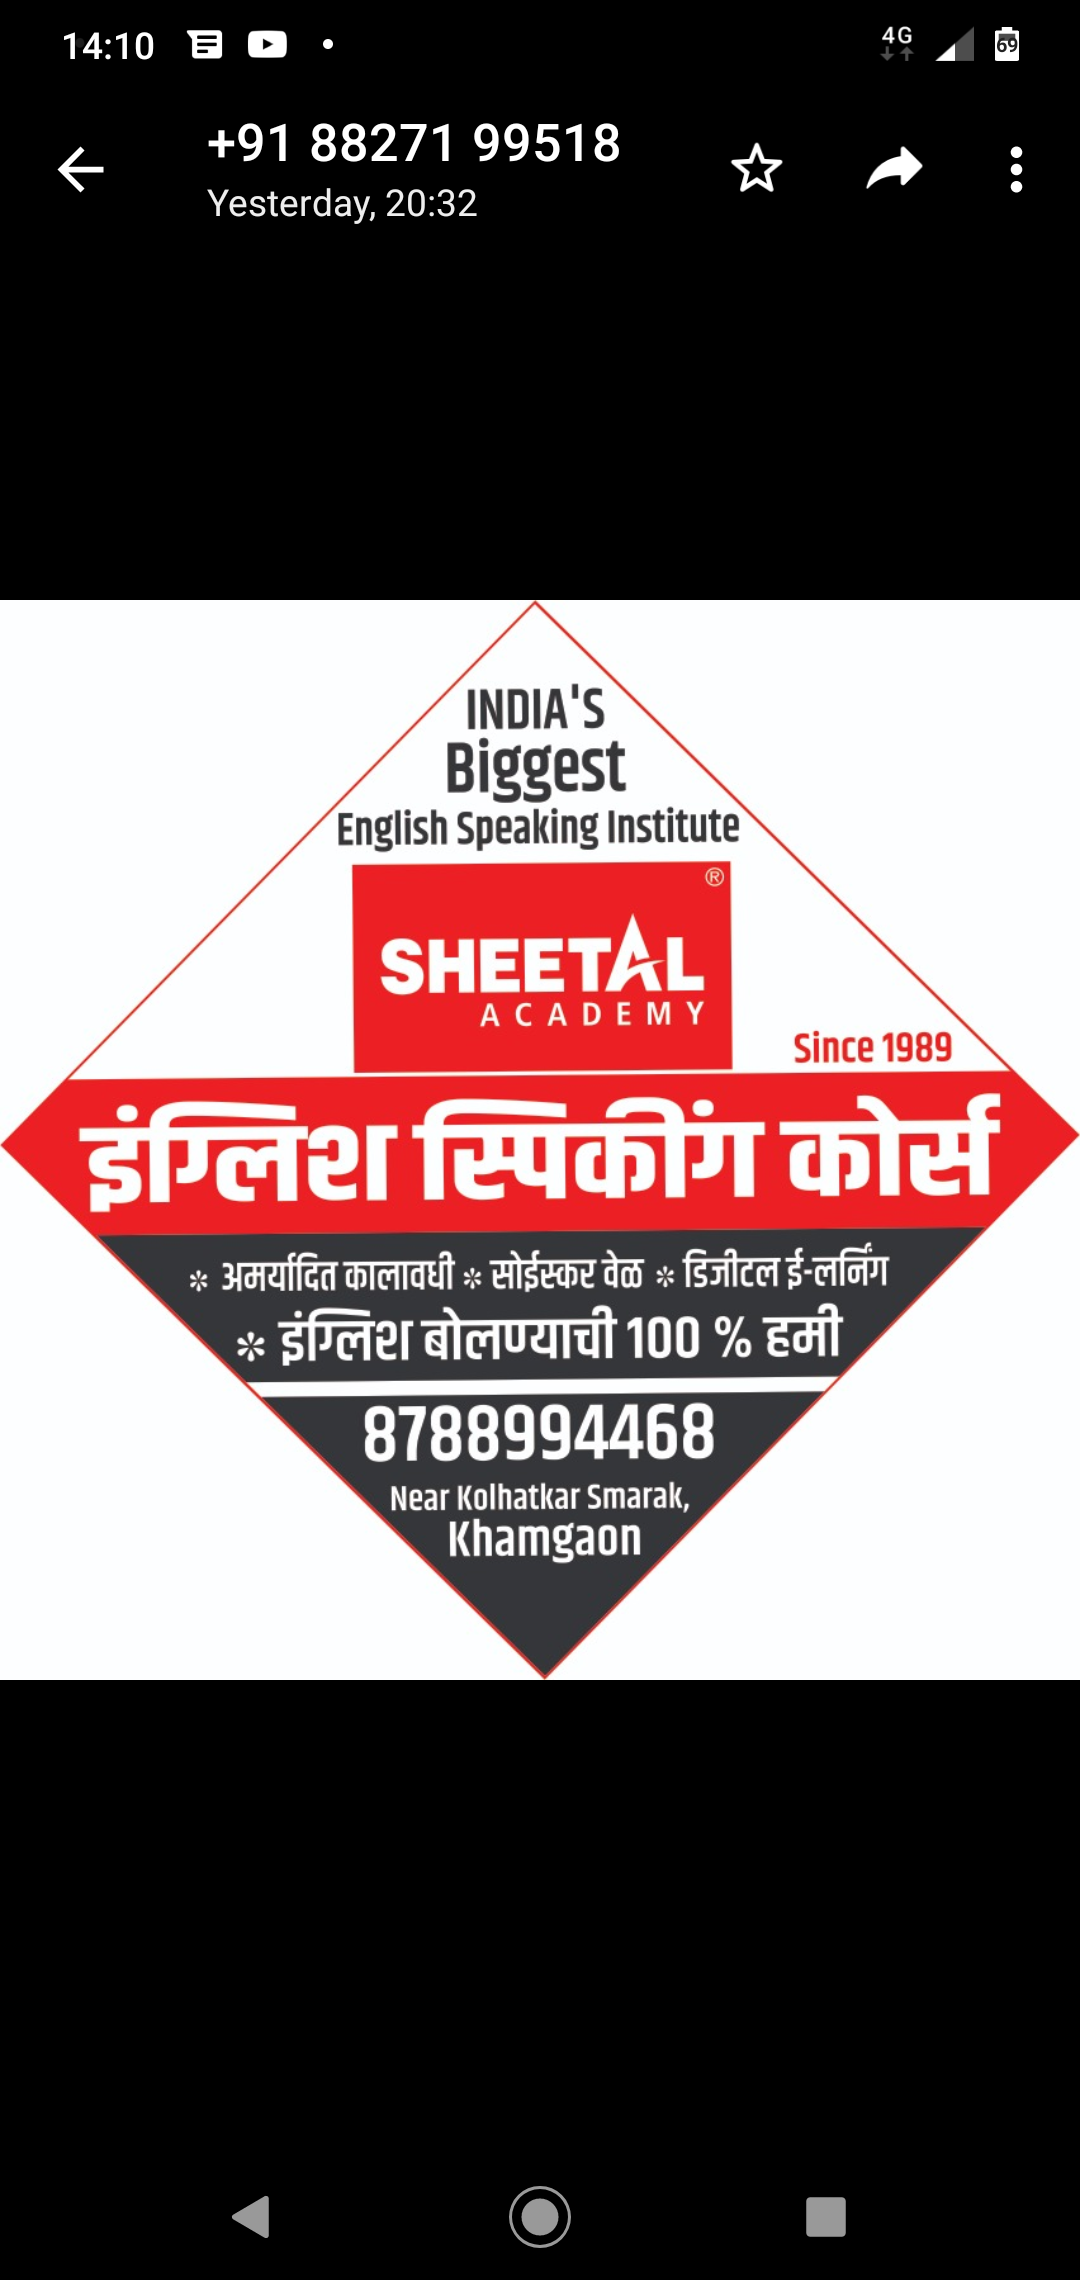 14:10
4G
69
+91 88271 99518
Yesterday, 20:32
INDIA'S
Biggest
English Speaking Institute
®
SHEETAL
ACADEMY
Since 1989
इंग्लिश स्पिकींग कोर्स
* अमर्यादित कालावधी * सोईस्कर वेळ * डिजीटल ई-लर्निंग
* इंग्लिश बोलण्याची 100 % हमी
8788994468
Near Kolhatkar Smarak,
Khamgaon